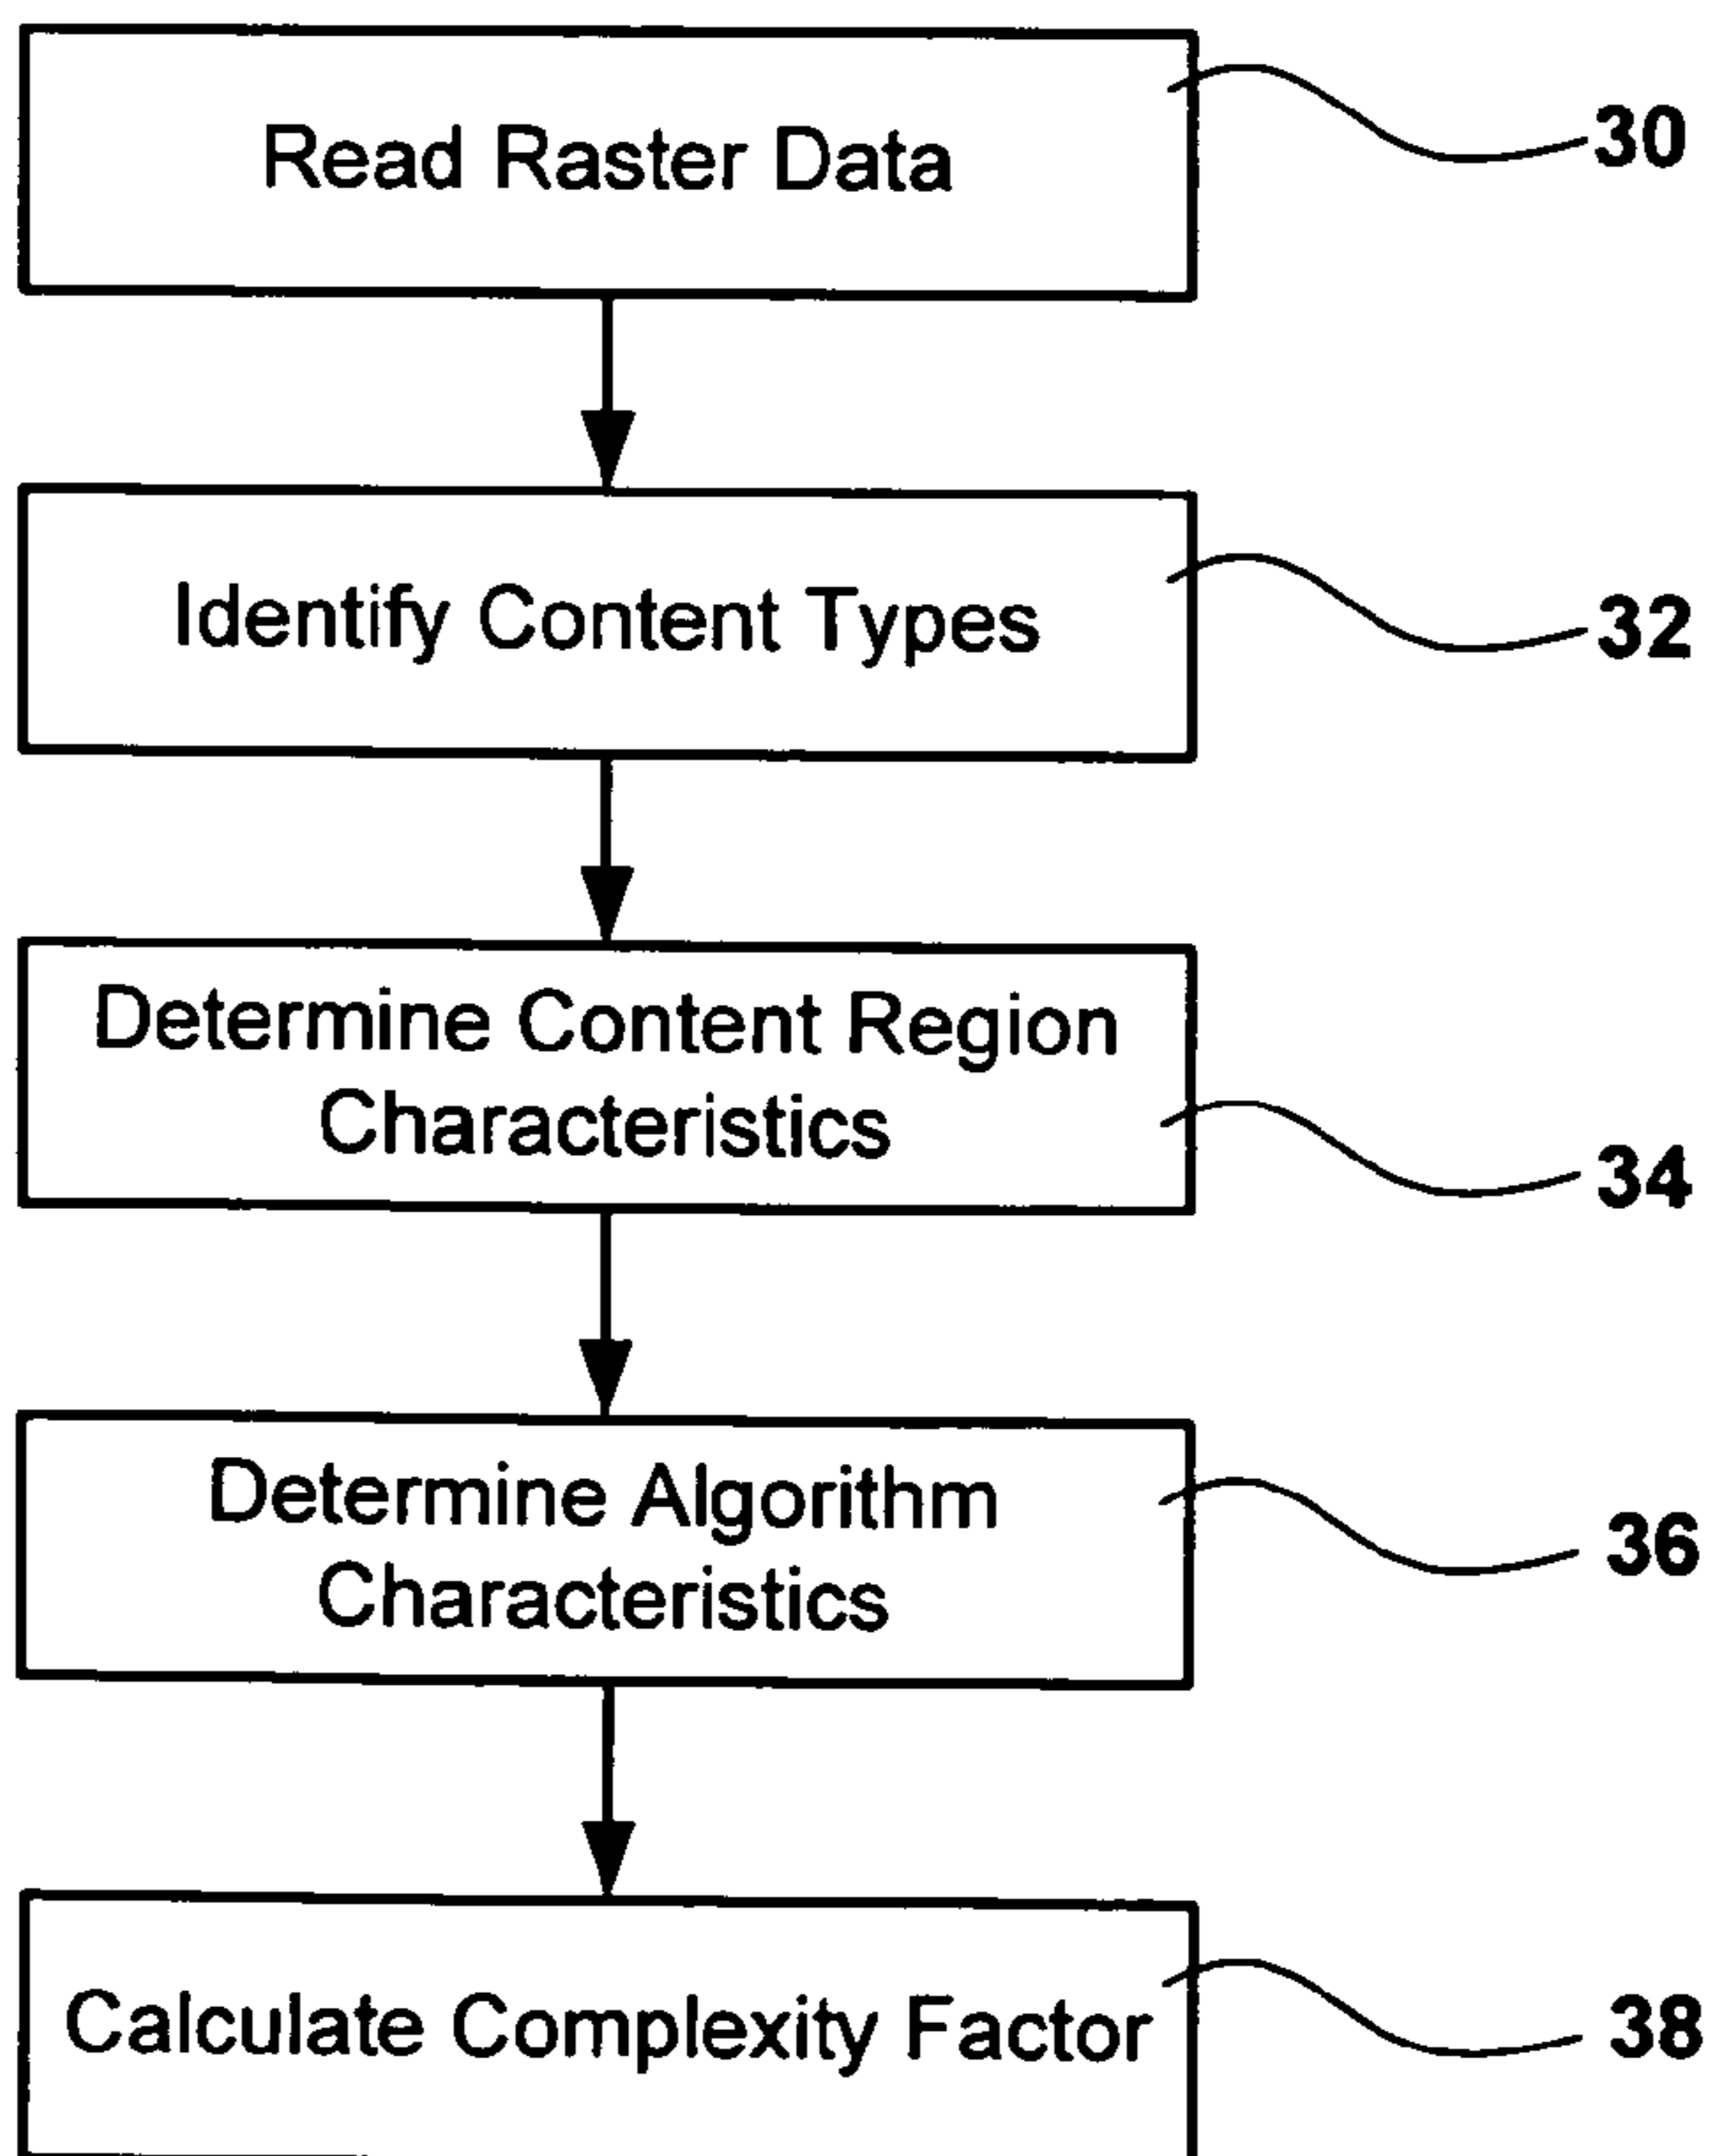 Read Raster Data
30
Identify Content Types
32
Determine Content Region
Characteristics
34
Determine Algorithm
Characteristics
36
Calculate Complexity Factor
38